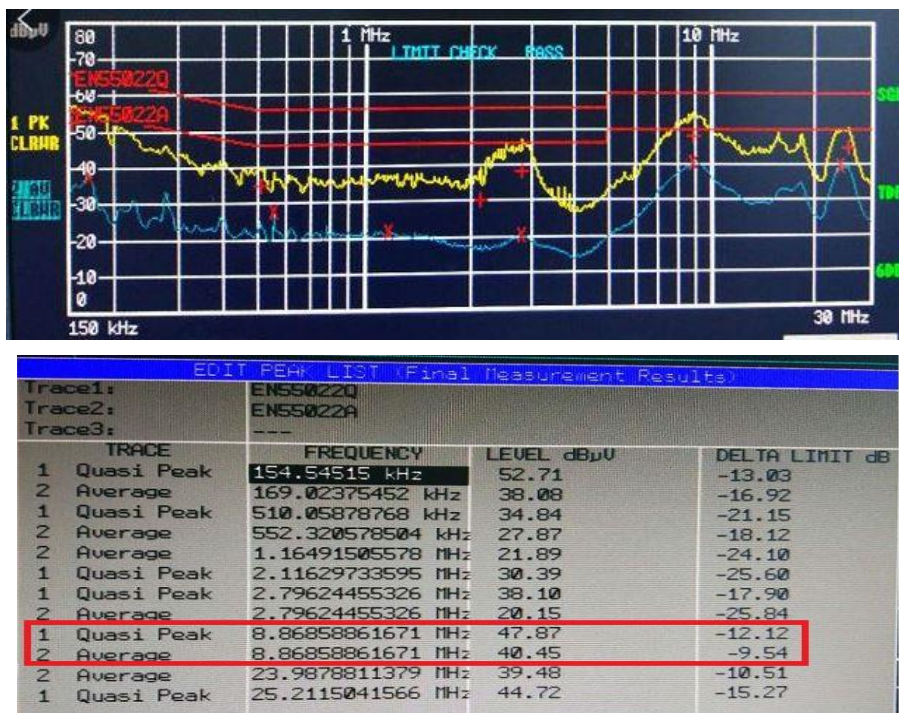 dBµV
80
1 MHz
10 MHz
LIMIT CHECK PASS
-70
EN55022Q
60
EN55022A
1 PK
CLRWR
-50
-40
2 AV
CLRWR
-30
-20
-10
0
150 kHz
30 MHz
SGL
TDF
6DB
EDIT PEAK LIST (Final Measurement Results)
Trace1: EN55022Q
Trace2: EN55022A
Trace3: ---
TRACE FREQUENCY LEVEL dBµV DELTA LIMIT dB
1 Quasi Peak 154.54515 kHz 52.71 -13.03
2 Average 169.02375452 kHz 38.08 -16.92
1 Quasi Peak 510.05878768 kHz 34.84 -21.15
2 Average 552.320578504 kHz 27.87 -18.12
2 Average 1.16491505578 MHz 21.89 -24.10
1 Quasi Peak 2.11629733595 MHz 30.39 -25.60
1 Quasi Peak 2.79624455326 MHz 38.10 -17.90
2 Average 2.79624455326 MHz 20.15 -25.84
1 Quasi Peak 8.86858861671 MHz 47.87 -12.12
2 Average 8.86858861671 MHz 40.45 -9.54
2 Average 23.9878811379 MHz 39.48 -10.51
1 Quasi Peak 25.2115041566 MHz 44.72 -15.27